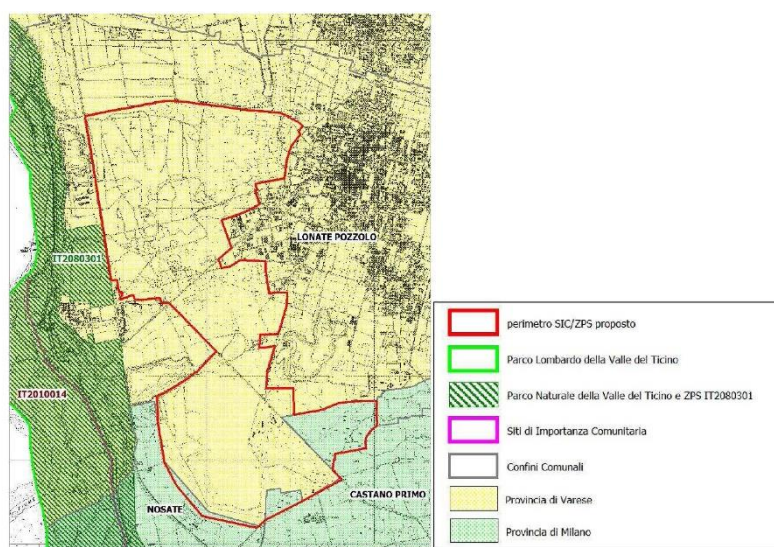 LONATE POZZOLO
IT2080301
IT2010014
CASTANO PRIMO
NOSATE
perimetro SIC/ZPS proposto
Parco Lombardo della Valle del Ticino
Parco Naturale della Valle del Ticino e ZPS IT2080301
Siti di Importanza Comunitaria
Confini Comunali
Provincia di Varese
Provincia di Milano